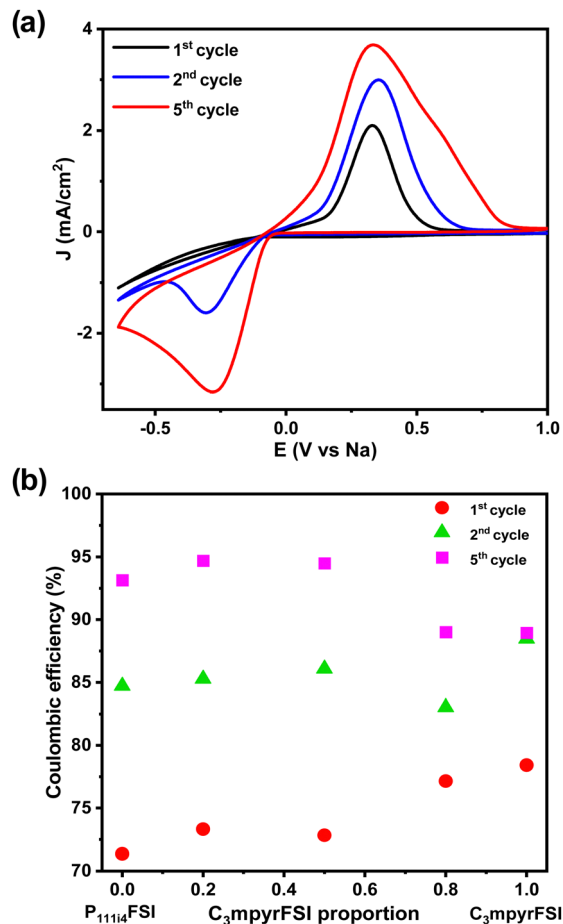 (a)
4
2
0
-2
J (mA/cm²)
1ˢᵗ cycle
2ⁿᵈ cycle
5ᵗʰ cycle
-0.5 0.0 0.5 1.0
E (V vs Na)
(b)
100
95
90
85
80
75
70
Coulombic efficiency (%)
1ˢᵗ cycle
2ⁿᵈ cycle
5ᵗʰ cycle
0.0 0.2 0.4 0.6 0.8 1.0
P₁₁₁ᵢ₄FSI C₃mpyrFSI proportion C₃mpyrFSI